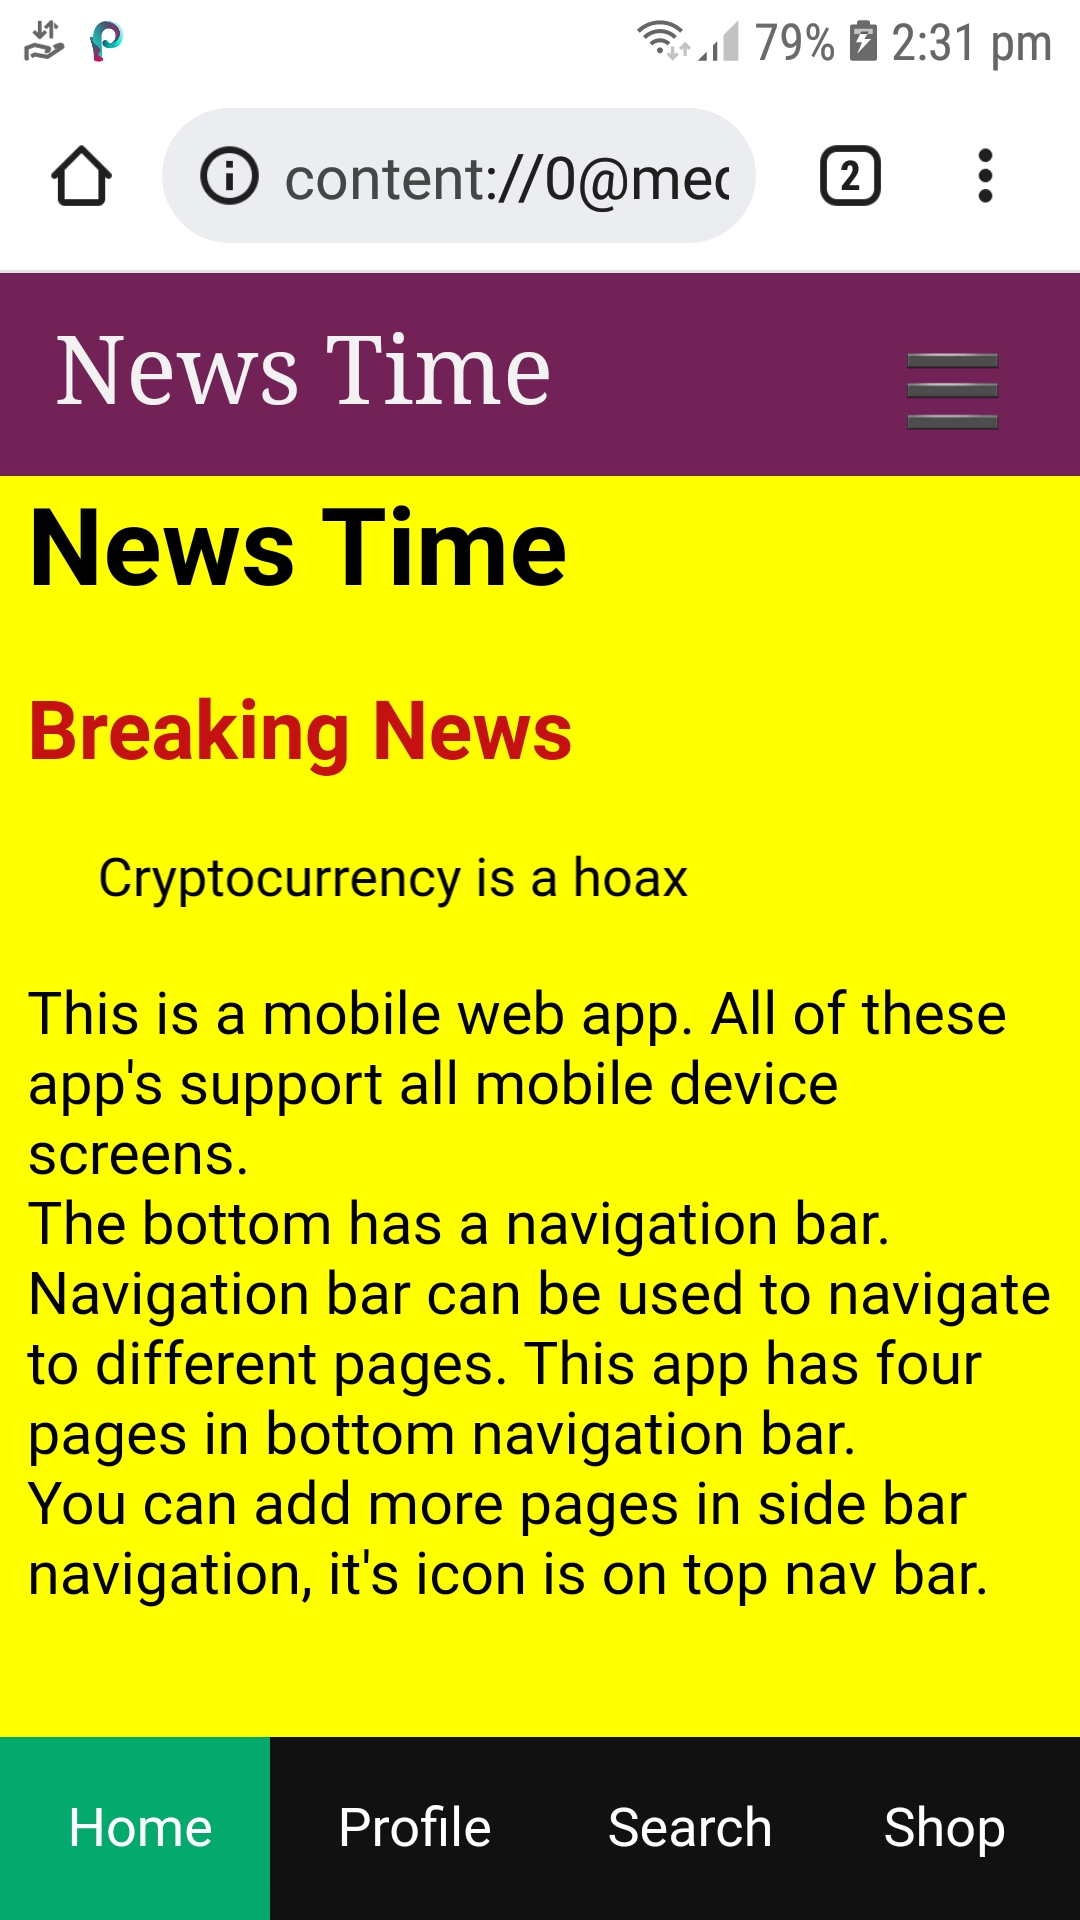 79% 2:31 pm
content://0@mec
2
News Time
News Time
Breaking News
Cryptocurrency is a hoax
This is a mobile web app. All of these
app's support all mobile device
screens.
The bottom has a navigation bar.
Navigation bar can be used to navigate
to different pages. This app has four
pages in bottom navigation bar.
You can add more pages in side bar
navigation, it's icon is on top nav bar.
Home Profile Search Shop